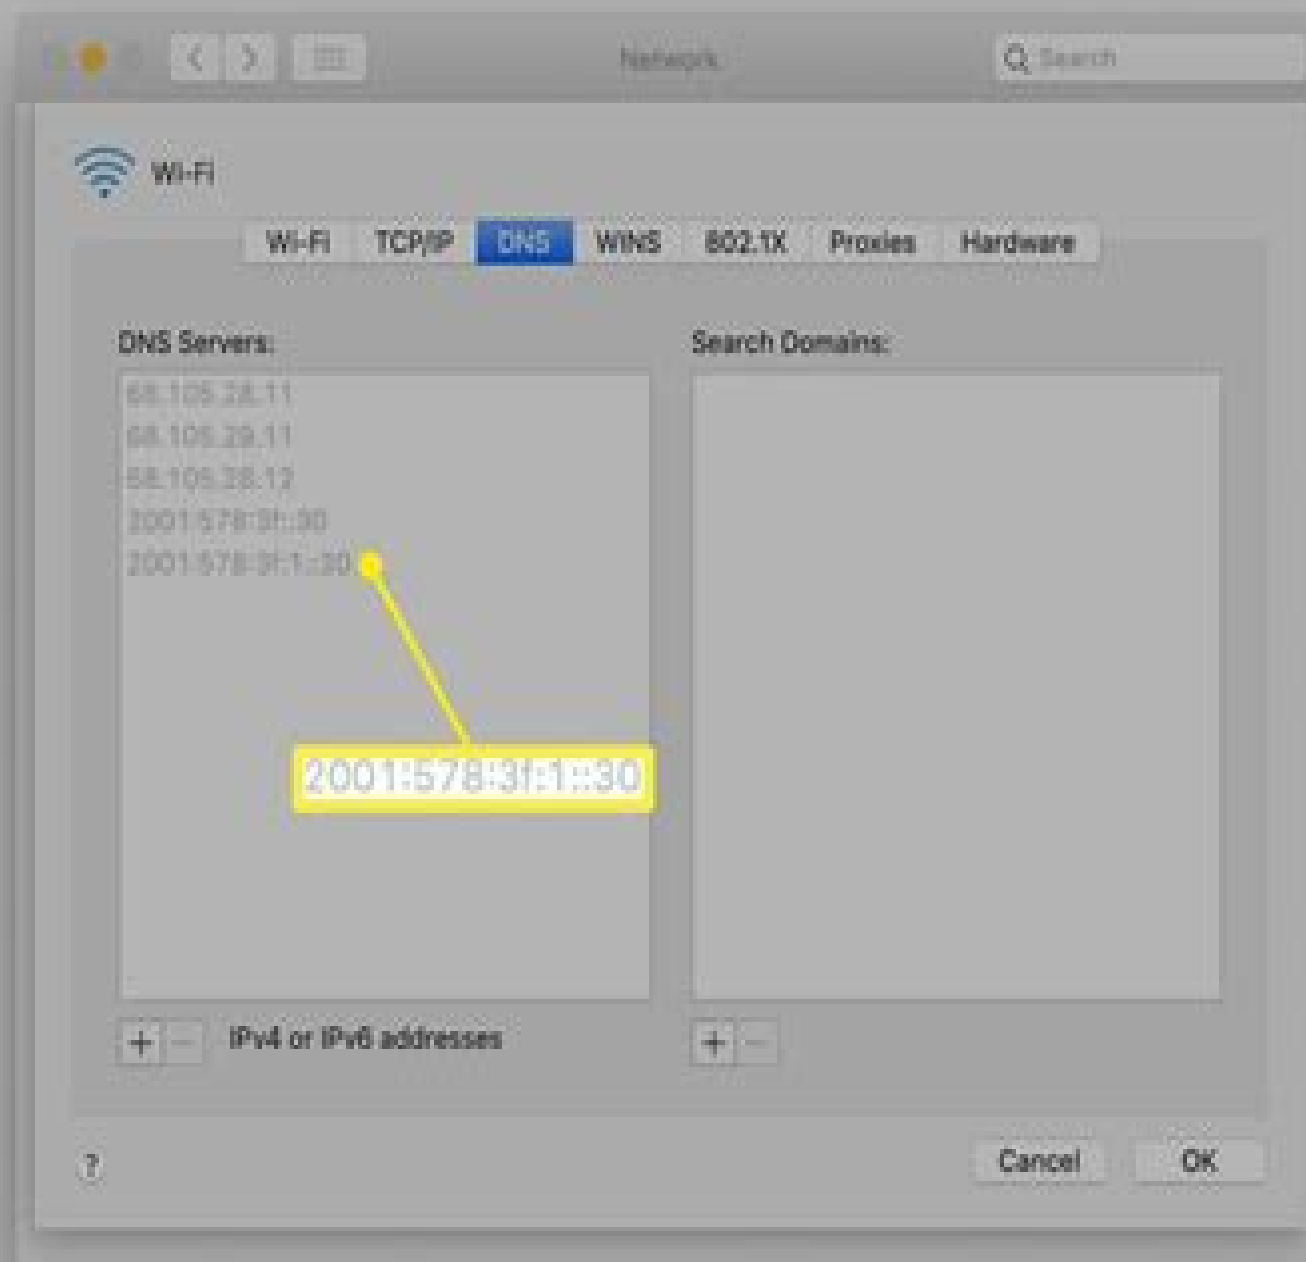 Network
Search
Wi-Fi
Wi-Fi TCP/IP DNS WINS 802.1X Proxies Hardware
DNS Servers:
Search Domains:
68.105.28.11
68.105.29.11
68.105.28.12
2001:578:3f::30
2001:578:3f:1::30
2001:578:3f:1::30
+ − IPv4 or IPv6 addresses
+ −
?
Cancel
OK